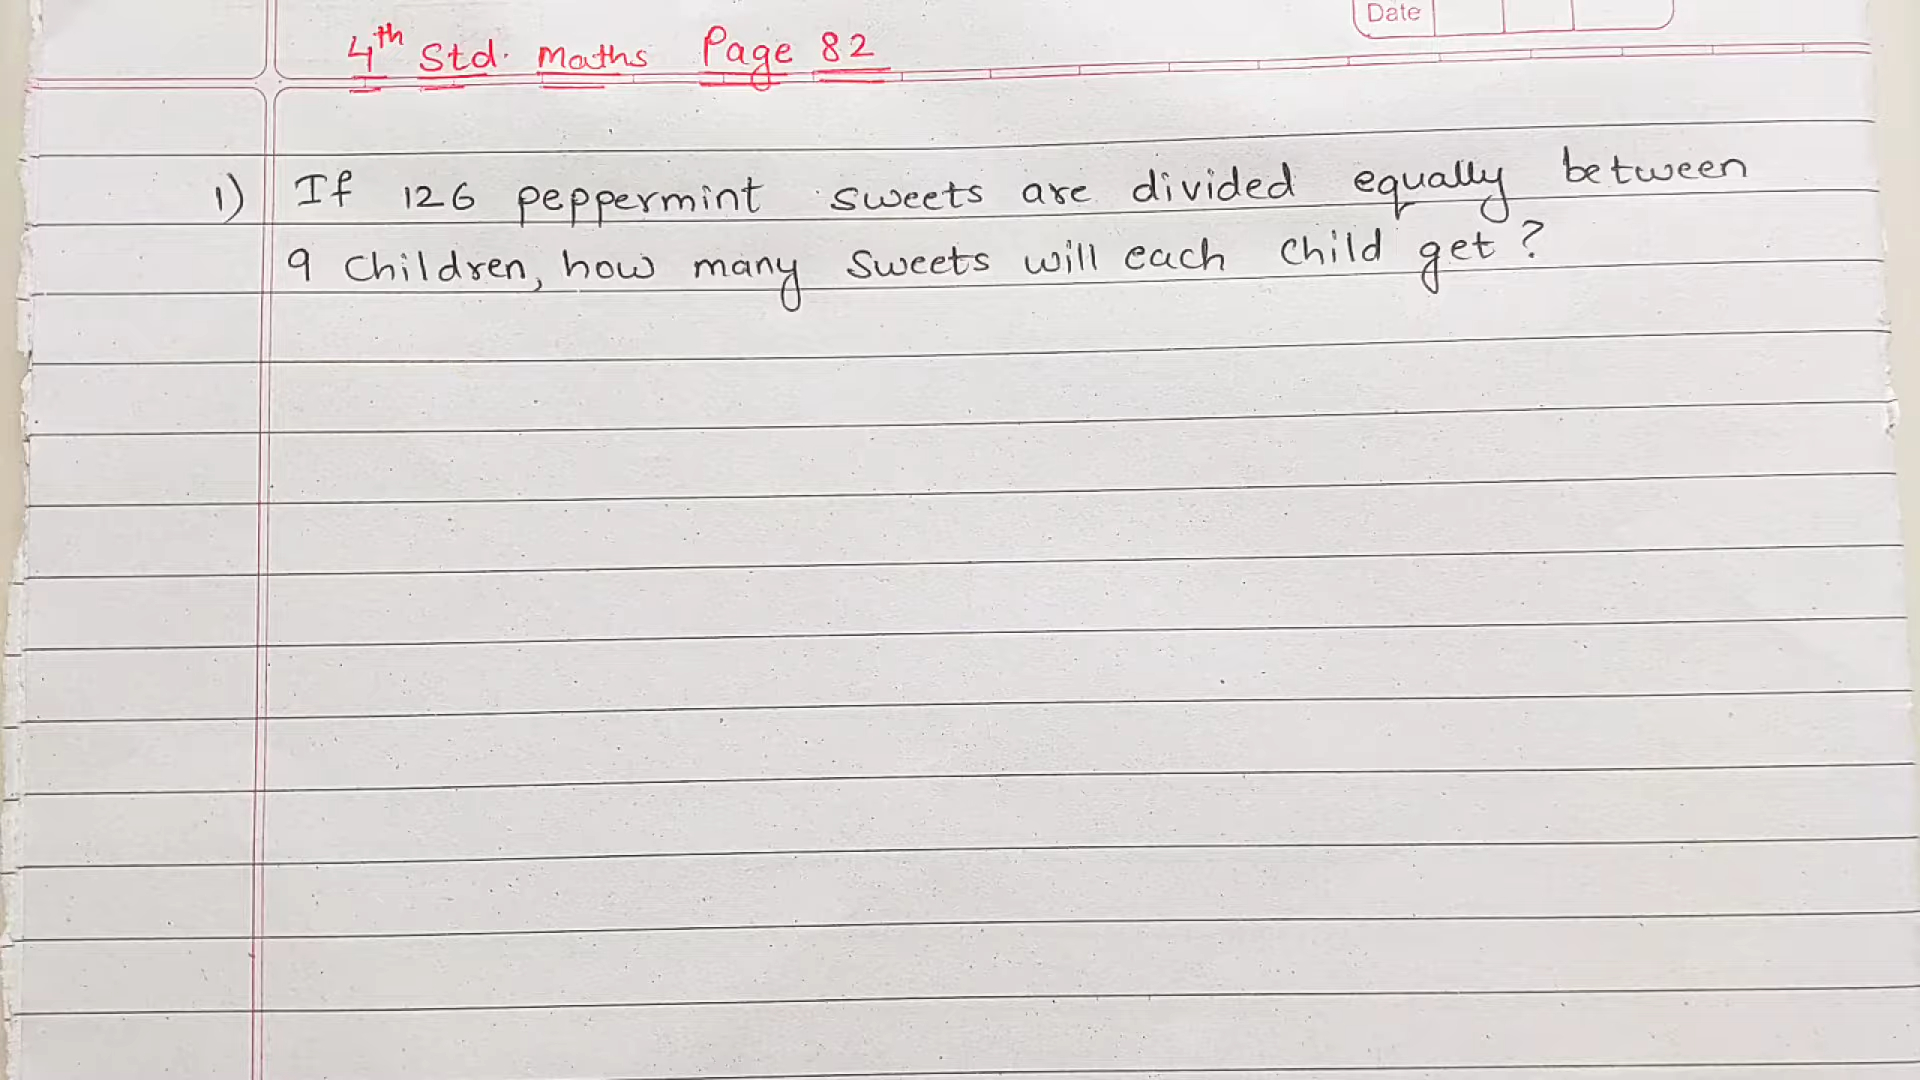 Date
4th Std. Maths Page 82
1) If 126 peppermint sweets are divided equally between
9 children, how many sweets will each child get?